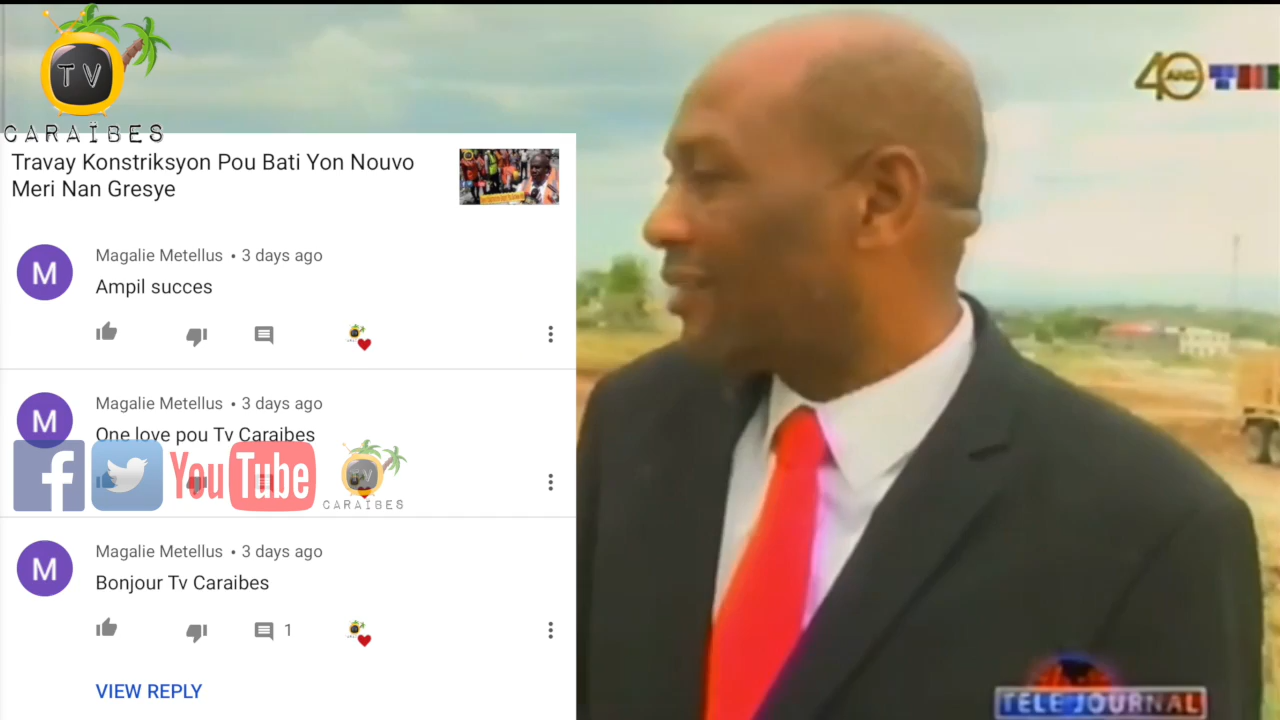 TV
CARAÏBES
40
ANS
Travay Konstriksyon Pou Bati Yon Nouvo
Meri Nan Gresye
Magalie Metellus • 3 days ago
Ampil succes
M
Magalie Metellus • 3 days ago
One love pou Tv Caraibes
M
f
YouTube
TV
CARAÏBES
Magalie Metellus • 3 days ago
Bonjour Tv Caraibes
M
1
VIEW REPLY
TELE JOURNAL